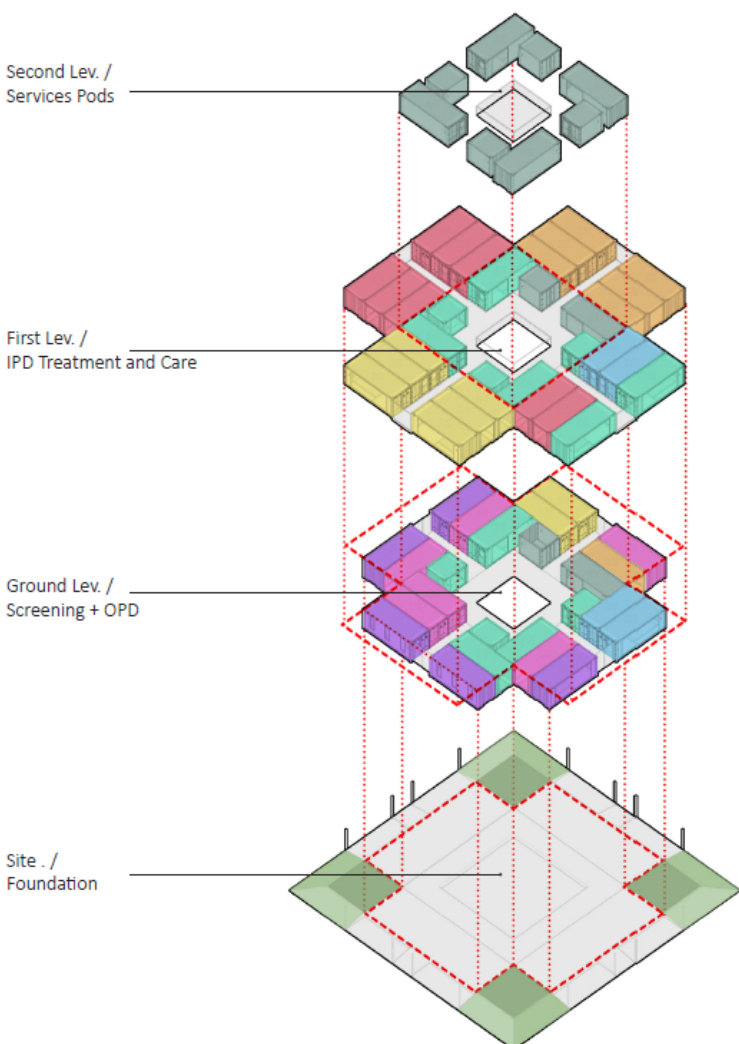 Second Lev. /
Services Pods
First Lev. /
IPD Treatment and Care
Ground Lev. /
Screening + OPD
Site . /
Foundation